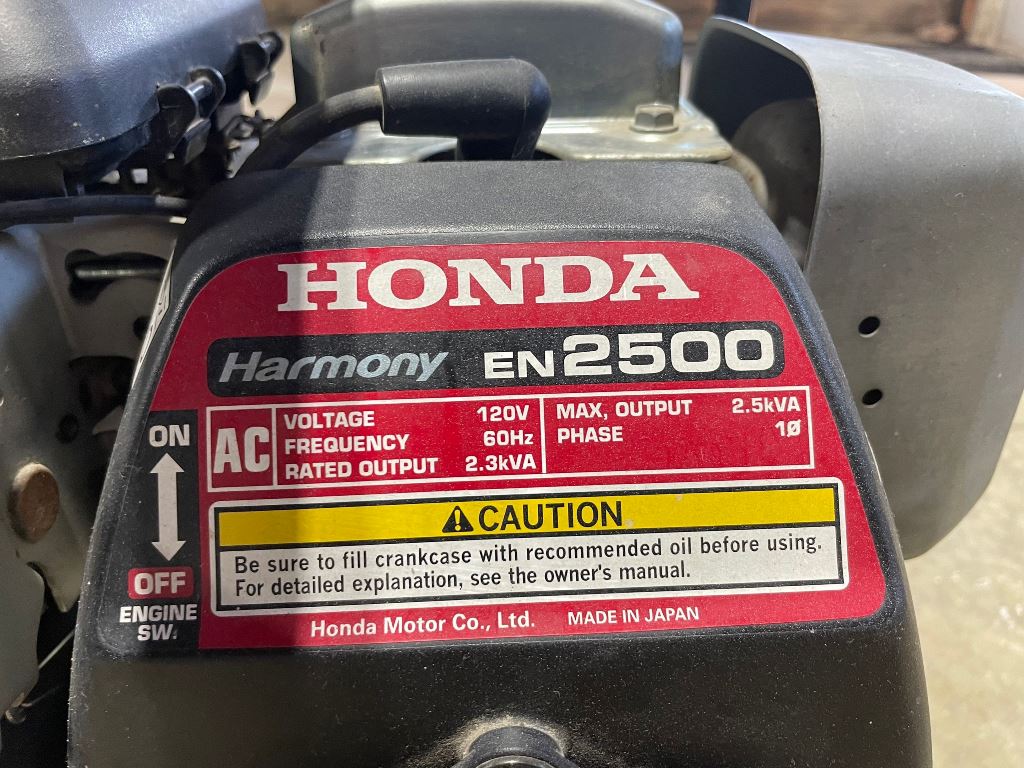 HONDA
Harmony EN2500
AC
VOLTAGE 120V
FREQUENCY 60Hz
RATED OUTPUT 2.3kVA
MAX, OUTPUT 2.5kVA
PHASE 1Ø
ON
OFF
ENGINE
SW.
CAUTION
Be sure to fill crankcase with recommended oil before using.
For detailed explanation, see the owner's manual.
Honda Motor Co., Ltd. MADE IN JAPAN